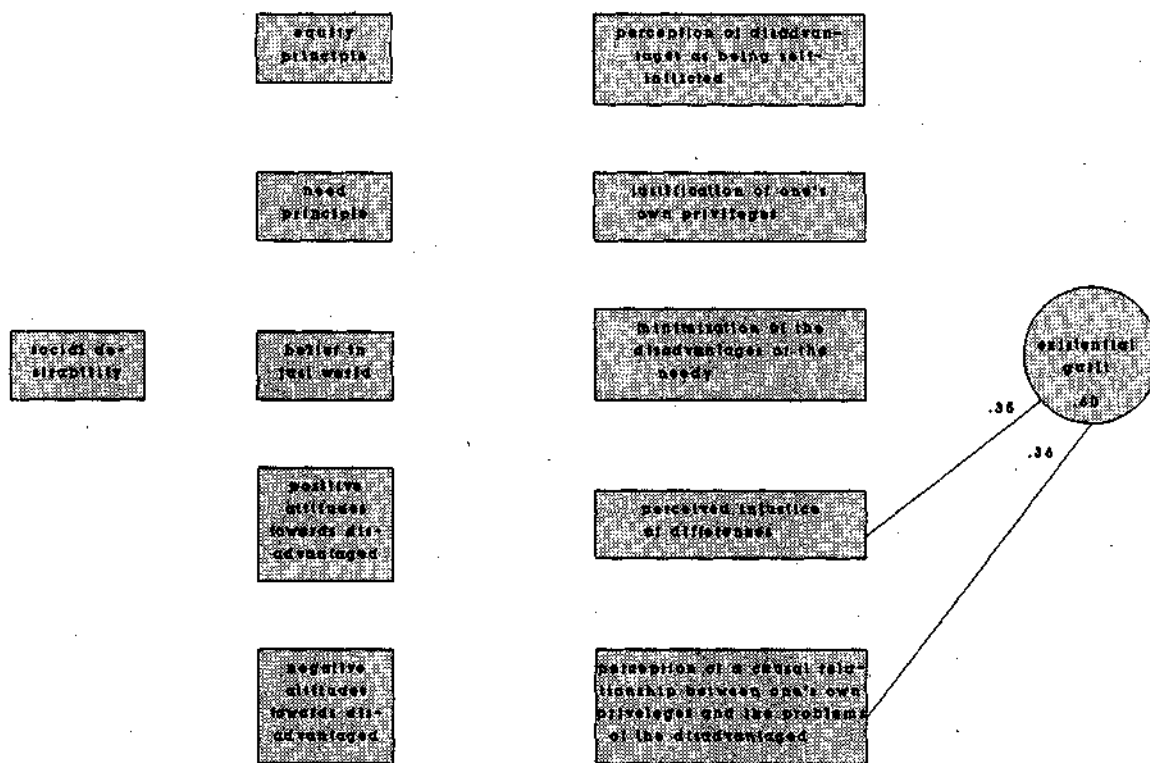 equity
principle
perception of disadvan-
taged as being self-
inflicted
need
principle
justification of one's
own privileges
social de-
sirability
belief in
just world
minimization of the
disadvantages of the
needy
existential
guilt
.60
.35
.36
positive
attitudes
towards dis-
advantaged
perceived injustice
of differences
negative
attitudes
towards dis-
advantaged
perception of a causal rela-
tionship between one's own
priveleges and the problems
of the disadvantaged